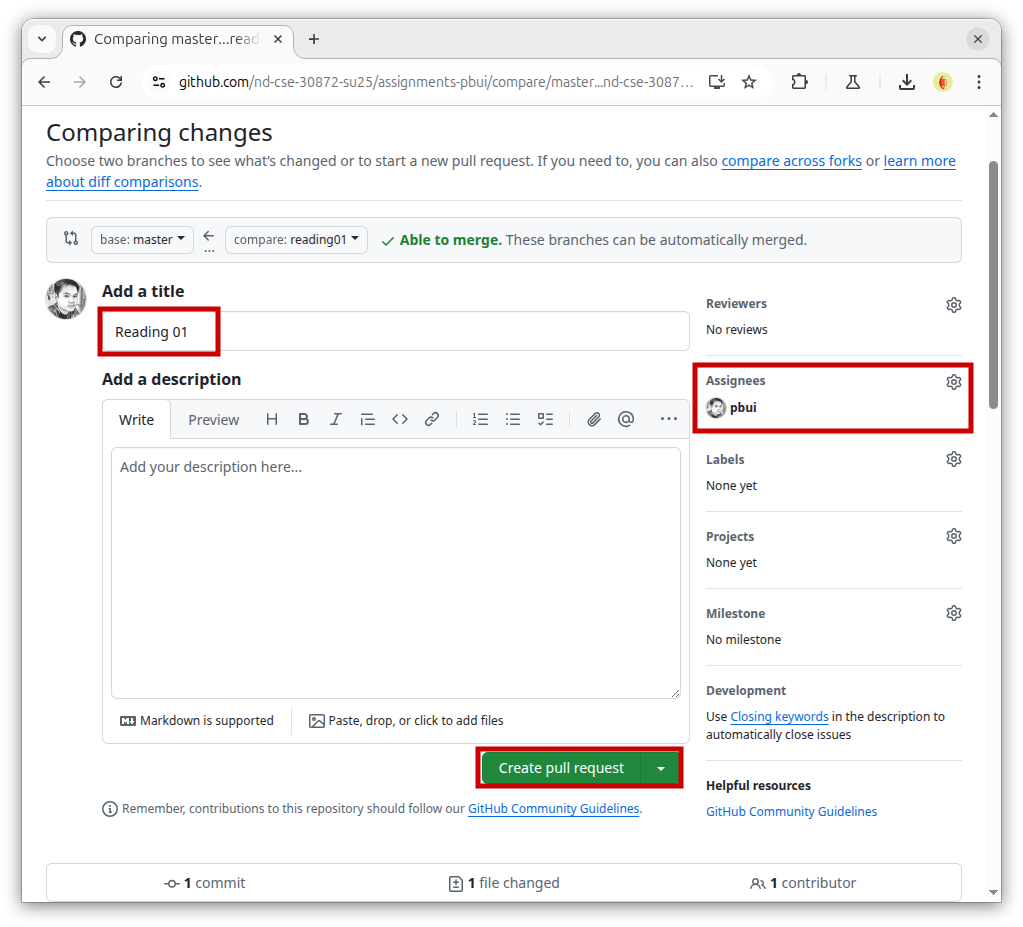 Comparing master...read
github.com/nd-cse-30872-su25/assignments-pbui/compare/master...nd-cse-3087...
Comparing changes
Choose two branches to see what's changed or to start a new pull request. If you need to, you can also compare across forks or learn more
about diff comparisons.
base: master
...
compare: reading01
Able to merge. These branches can be automatically merged.
Add a title
Reading 01
Add a description
Write
Preview
Add your description here...
Markdown is supported
Paste, drop, or click to add files
Create pull request
Remember, contributions to this repository should follow our GitHub Community Guidelines.
Reviewers
No reviews
Assignees
pbui
Labels
None yet
Projects
None yet
Milestone
No milestone
Development
Use Closing keywords in the description to
automatically close issues
Helpful resources
GitHub Community Guidelines
1 commit
1 file changed
1 contributor